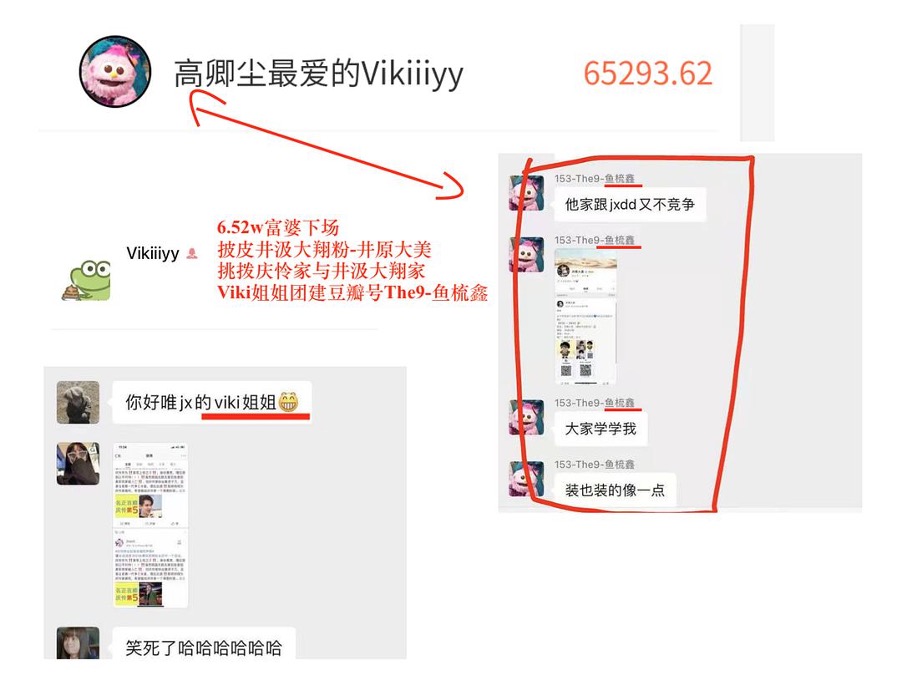 高卿尘最爱的Vikiiiyy
65293.62
Vikiiiyy
6.52w富婆下场
披皮井汲大翔粉-井原大美
挑拨庆怜家与井汲大翔家
Viki姐姐团建豆瓣号The9-鱼梳鑫
你好唯jx的viki姐姐
笑死了哈哈哈哈哈哈
153-The9-鱼梳鑫
他家跟jxdd又不竞争
153-The9-鱼梳鑫
153-The9-鱼梳鑫
大家学学我
153-The9-鱼梳鑫
装也装的像一点